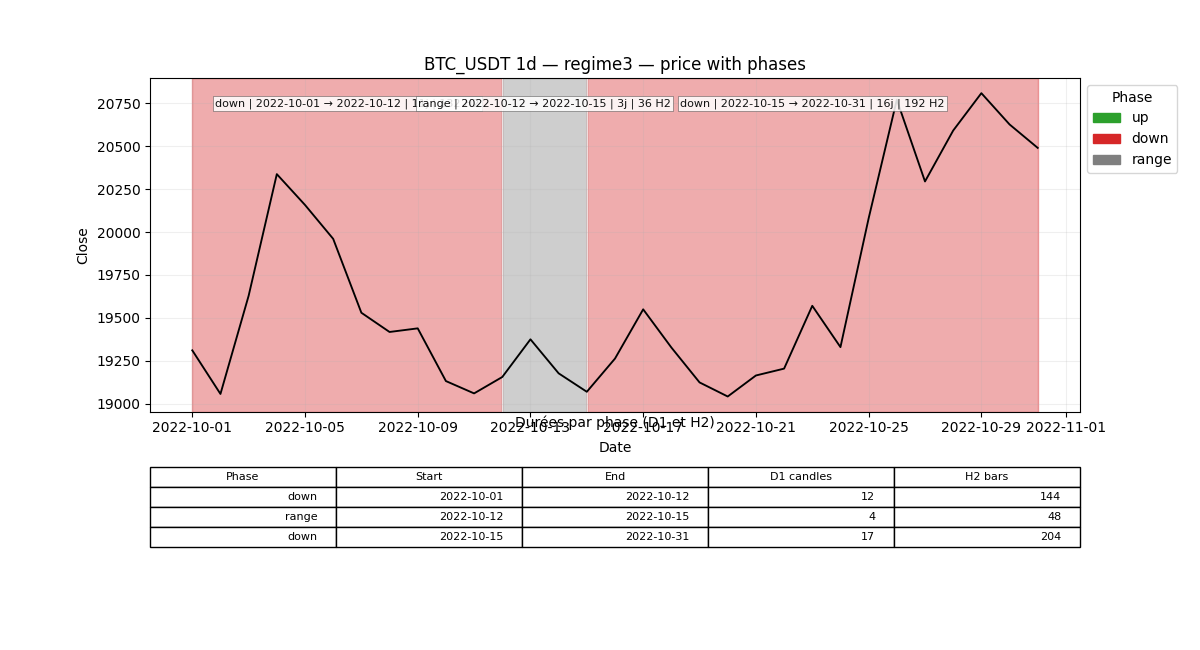 BTC_USDT 1d — regime3 — price with phases
down | 2022-10-01 → 2022-10-12 | 1
range | 2022-10-12 → 2022-10-15 | 3j | 36 H2
down | 2022-10-15 → 2022-10-31 | 16j | 192 H2
Phase
up
down
range
Close
20750
20500
20250
20000
19750
19500
19250
19000
2022-10-01 2022-10-05 2022-10-09 2022-10-13 2022-10-17 2022-10-21 2022-10-25 2022-10-29 2022-11-01
Durées par phase (D1 et H2)
Date
Phase Start End D1 candles H2 bars
down 2022-10-01 2022-10-12 12 144
range 2022-10-12 2022-10-15 4 48
down 2022-10-15 2022-10-31 17 204